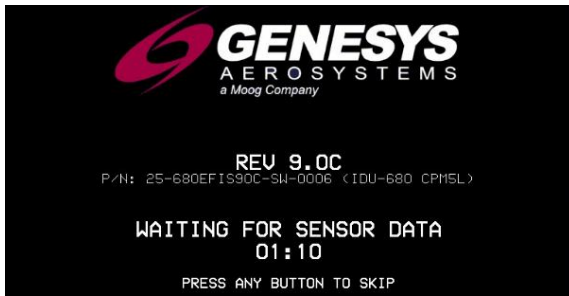 GENESYS
AEROSYSTEMS
a Moog Company
REV 9.0C
P/N: 25-680EFIS90C-SW-0006 (IDU-680 CPM5L)
WAITING FOR SENSOR DATA
01:10
PRESS ANY BUTTON TO SKIP